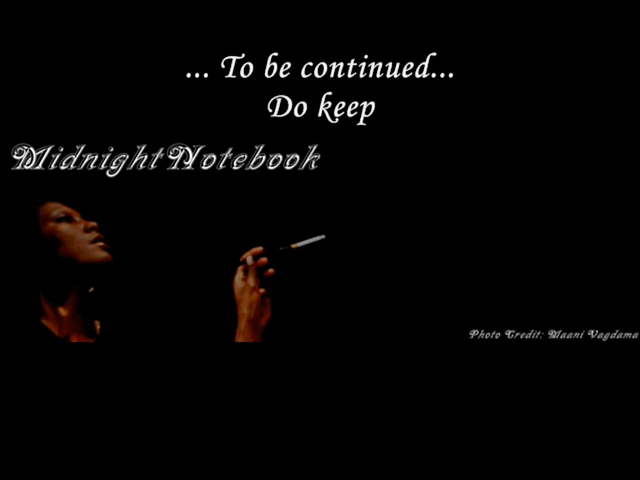 ... To be continued...
Do keep
Midnight Notebook
Photo Credit: Maani Vagdama